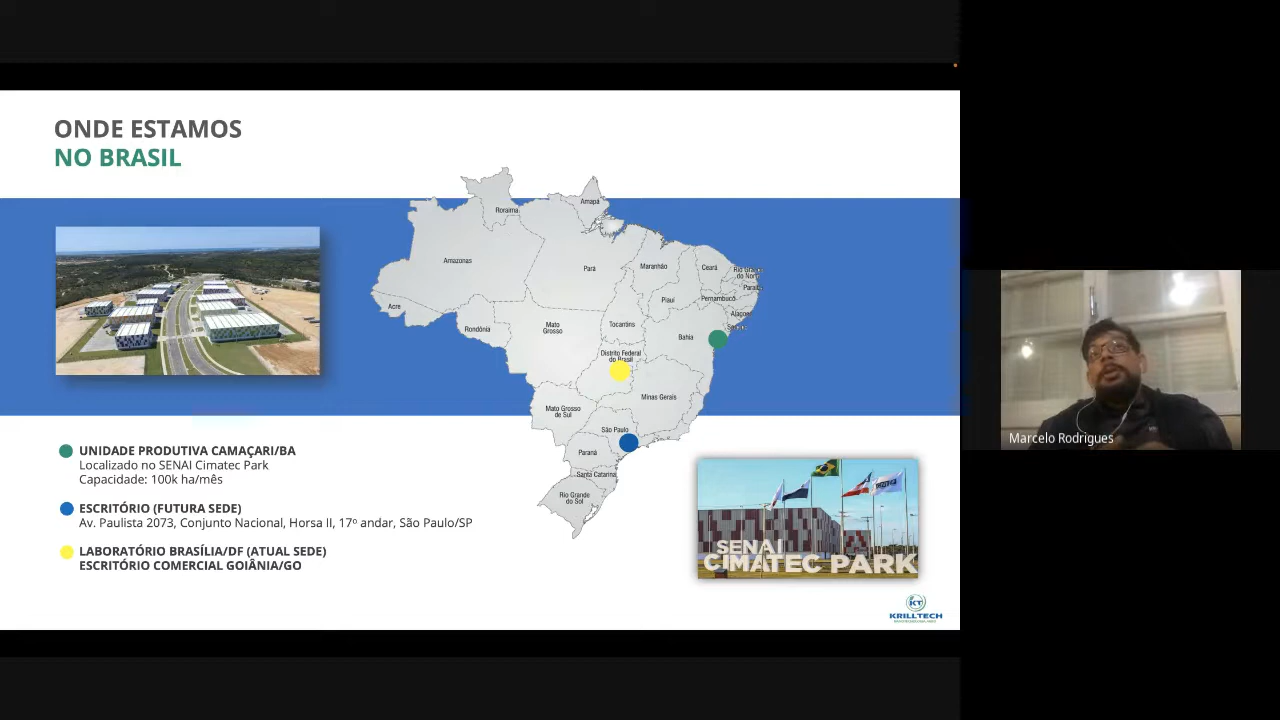 ONDE ESTAMOS
NO BRASIL
Roraima
Amapá
Amazonas
Pará
Maranhão
Ceará
Rio Grande
do Norte
Paraíba
Acre
Piauí
Pernambuco
Alagoas
Rondônia
Mato
Grosso
Tocantins
Bahia
Distrito Federal
do Brasil
Minas Gerais
Mato Grosso
do Sul
São Paulo
Paraná
Santa Catarina
Rio Grande
do Sol
UNIDADE PRODUTIVA CAMAÇARI/BA
Localizado no SENAI Cimatec Park
Capacidade: 100k ha/mês
ESCRITÓRIO (FUTURA SEDE)
Av. Paulista 2073, Conjunto Nacional, Horsa II, 17º andar, São Paulo/SP
LABORATÓRIO BRASÍLIA/DF (ATUAL SEDE)
ESCRITÓRIO COMERCIAL GOIÂNIA/GO
SENAI
CIMATEC PARK
KT
KRILLTECH
Marcelo Rodrigues